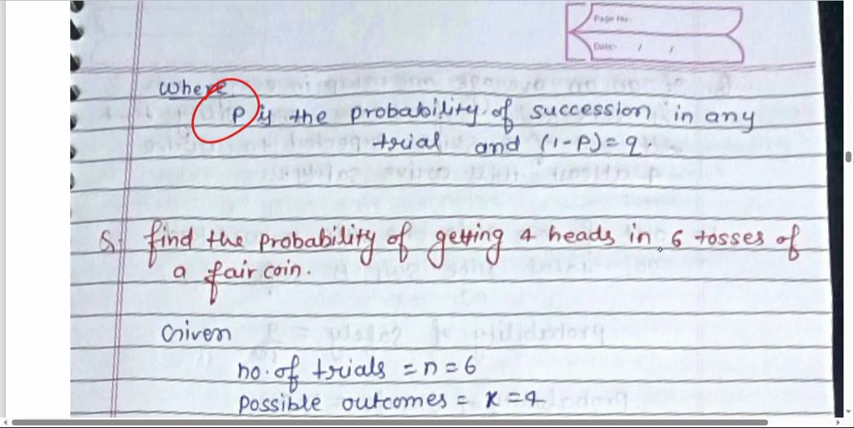 Page No.
Date: / /
Where
P is the probability of succession in any
trial and (1-P)=q.
Q. find the probability of getting 4 heads in 6 tosses of
a fair coin.
Given
no. of trials = n = 6
possible outcomes = x = 4